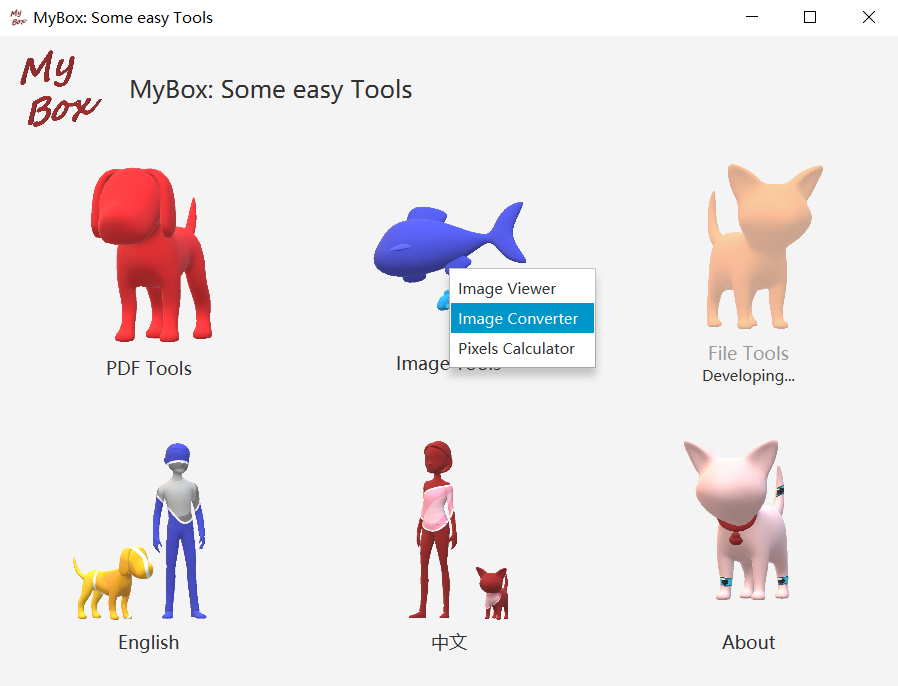 My Box MyBox: Some easy Tools
My
Box
MyBox: Some easy Tools
PDF Tools
Image Tools
Image Viewer
Image Converter
Pixels Calculator
File Tools
Developing...
English
中文
About